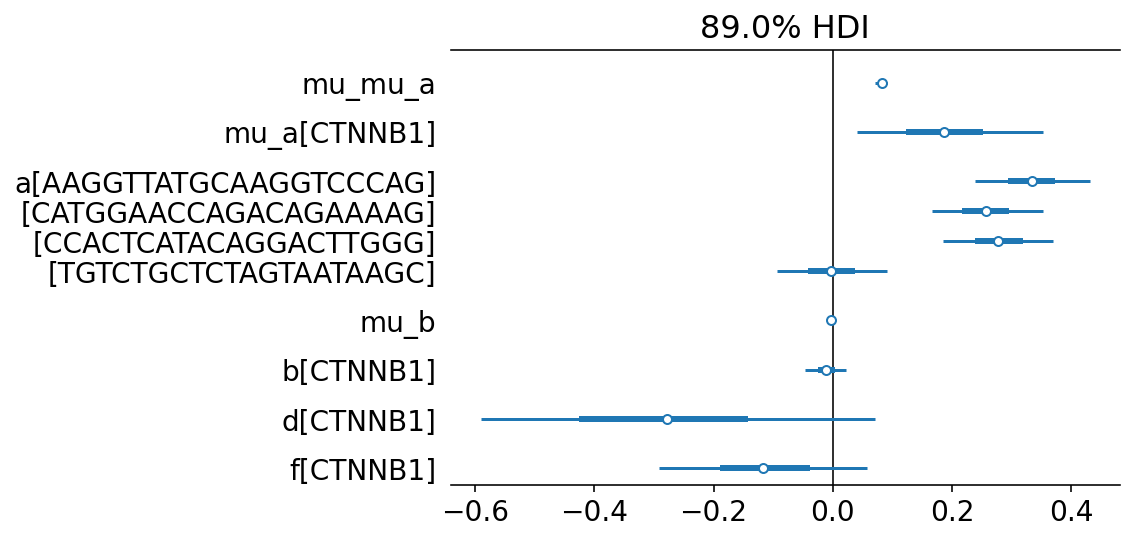 89.0% HDI
mu_mu_a
mu_a[CTNNB1]
a[AAGGTTATGCAAGGTCCCAG]
[CATGGAACCAGACAGAAAAG]
[CCACTCATACAGGACTTGGG]
[TGTCTGCTCTAGTAATAAGC]
mu_b
b[CTNNB1]
d[CTNNB1]
f[CTNNB1]
−0.6 −0.4 −0.2 0.0 0.2 0.4